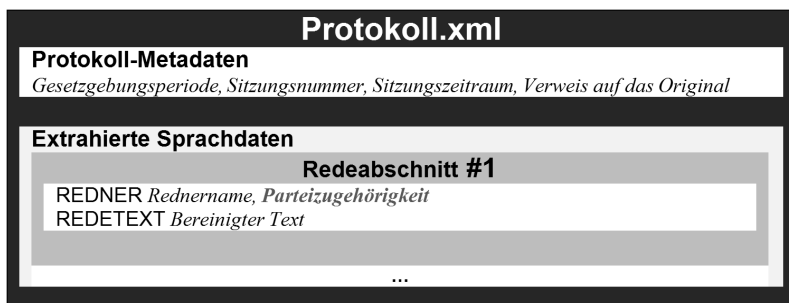 Protokoll.xml
Protokoll-Metadaten
Gesetzgebungsperiode, Sitzungsnummer, Sitzungszeitraum, Verweis auf das Original
Extrahierte Sprachdaten
Redeabschnitt #1
REDNER Rednername, Parteizugehörigkeit
REDETEXT Bereinigter Text
...